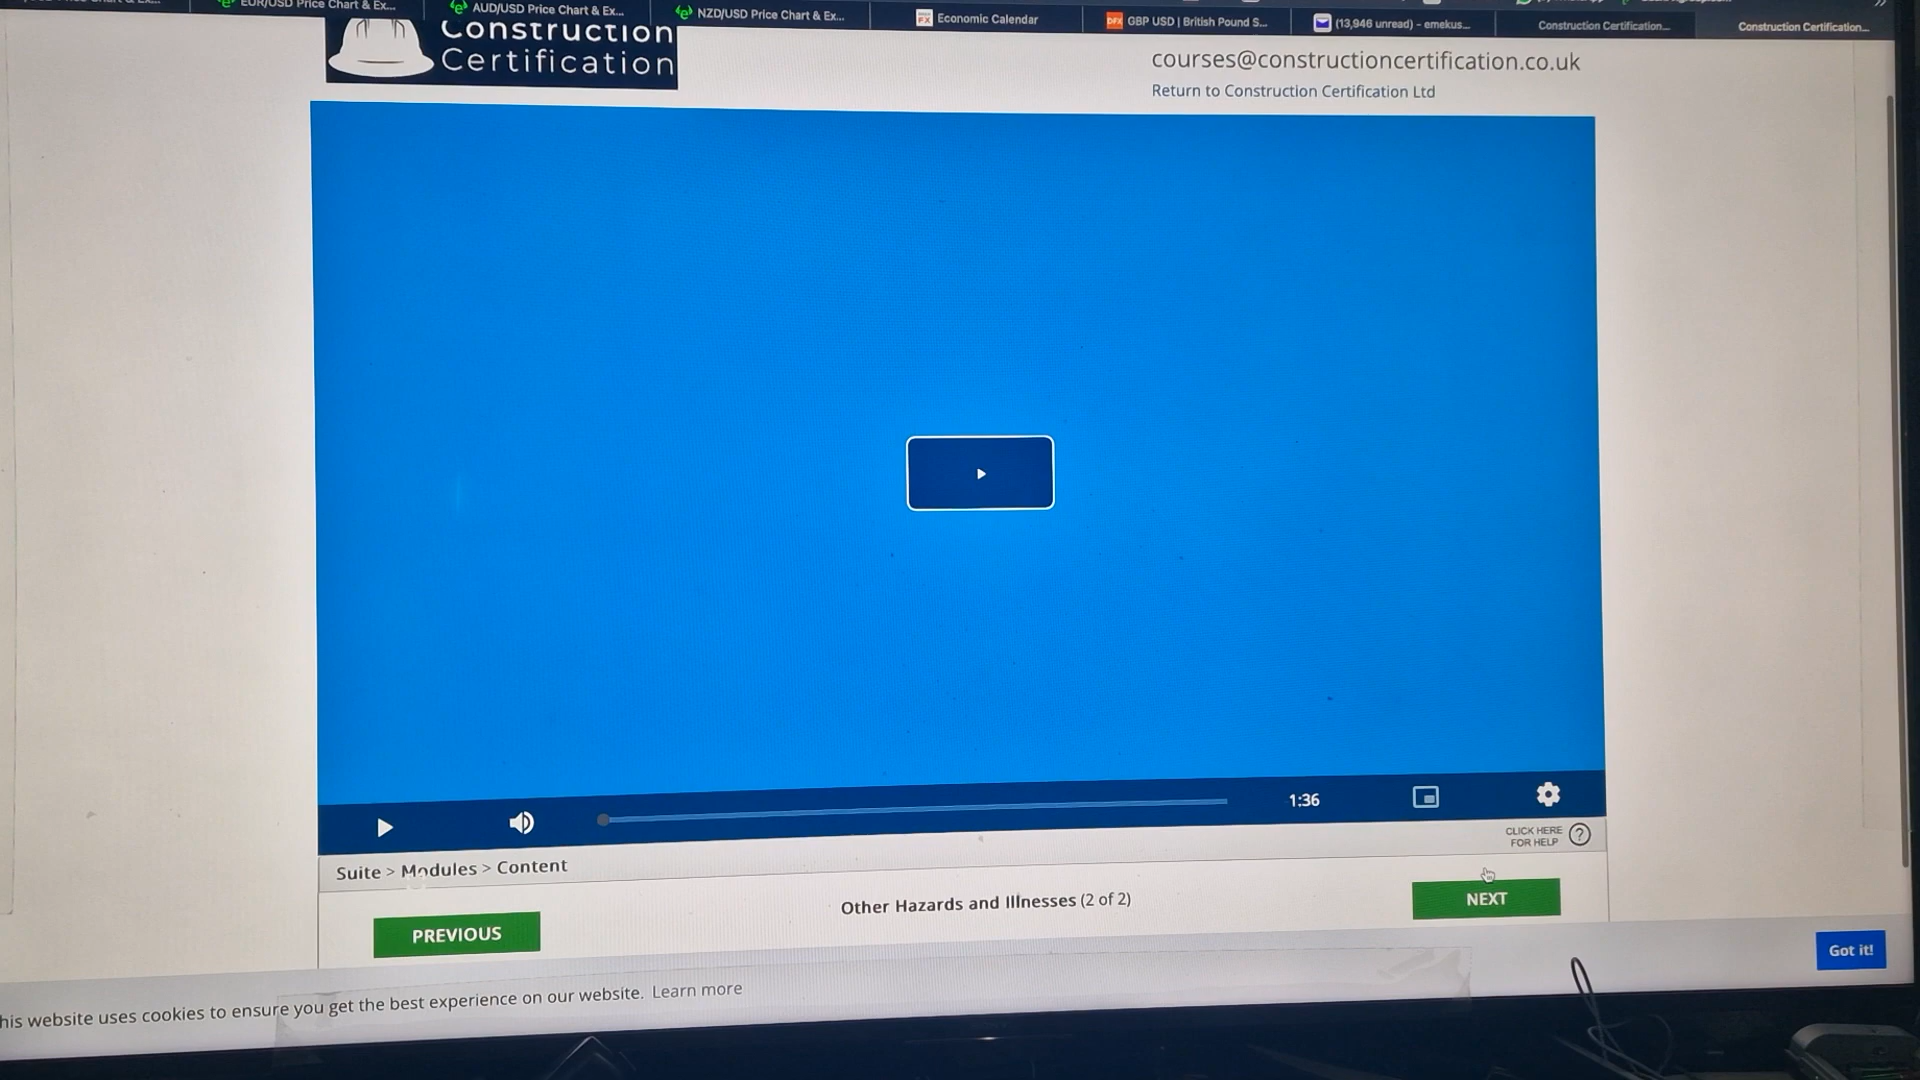 EUR/USD Price Chart & Ex...
AUD/USD Price Chart & Ex...
NZD/USD Price Chart & Ex...
Economic Calendar
GBP USD | British Pound S...
(13,946 unread) - emekus...
Construction Certification...
Construction Certification...
Construction
Certification
courses@constructioncertification.co.uk
Return to Construction Certification Ltd
1:36
CLICK HERE
FOR HELP
Suite > Modules > Content
Other Hazards and Illnesses (2 of 2)
PREVIOUS
NEXT
Got it!
his website uses cookies to ensure you get the best experience on our website. Learn more